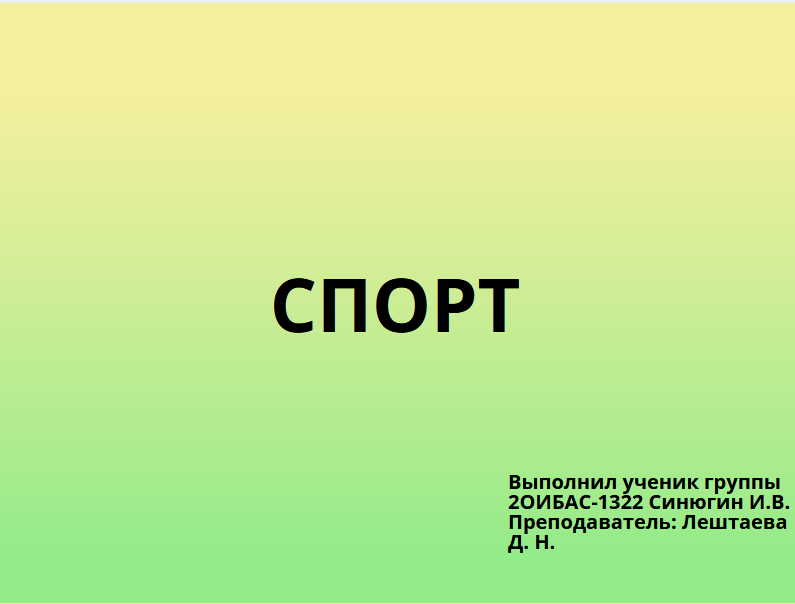 СПОРТ
Выполнил ученик группы
2ОИБАС-1322 Синюгин И.В.
Преподаватель: Лештаева
Д. Н.